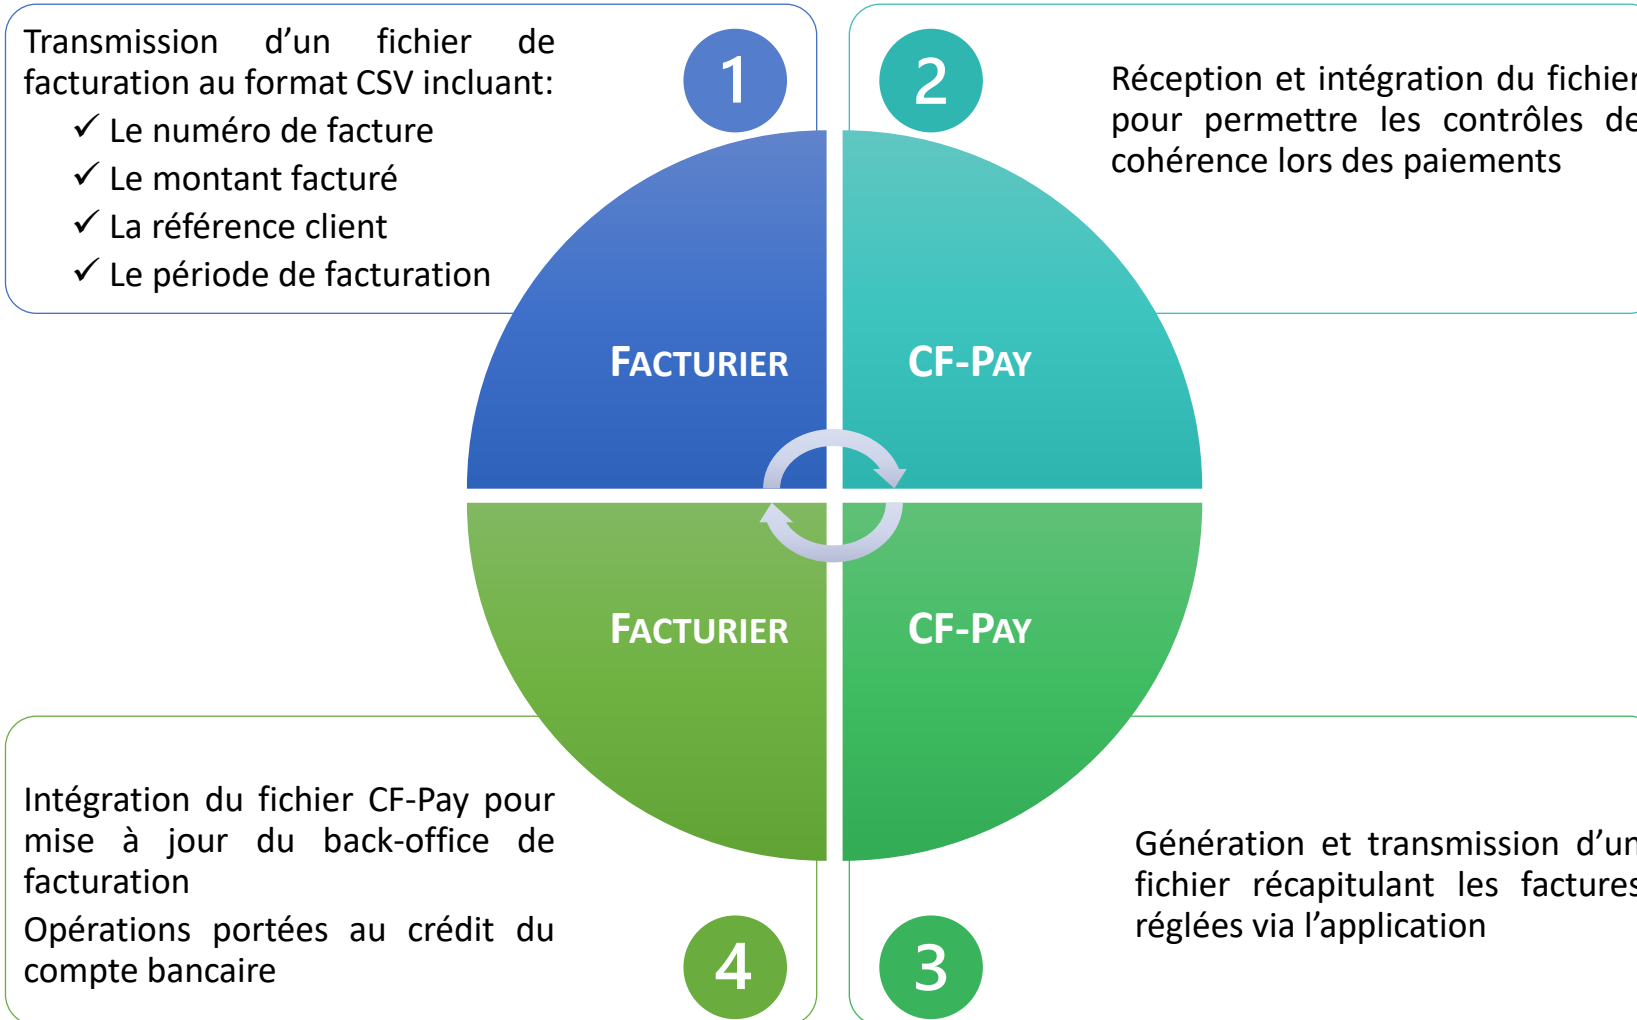 Transmission d’un fichier de
facturation au format CSV incluant:
✓ Le numéro de facture
✓ Le montant facturé
✓ La référence client
✓ Le période de facturation
1
2
Réception et intégration du fichier
pour permettre les contrôles de
cohérence lors des paiements
FACTURIER
CF-PAY
FACTURIER
CF-PAY
Intégration du fichier CF-Pay pour
mise à jour du back-office de
facturation
Opérations portées au crédit du
compte bancaire
4
3
Génération et transmission d’un
fichier récapitulant les factures
réglées via l’application